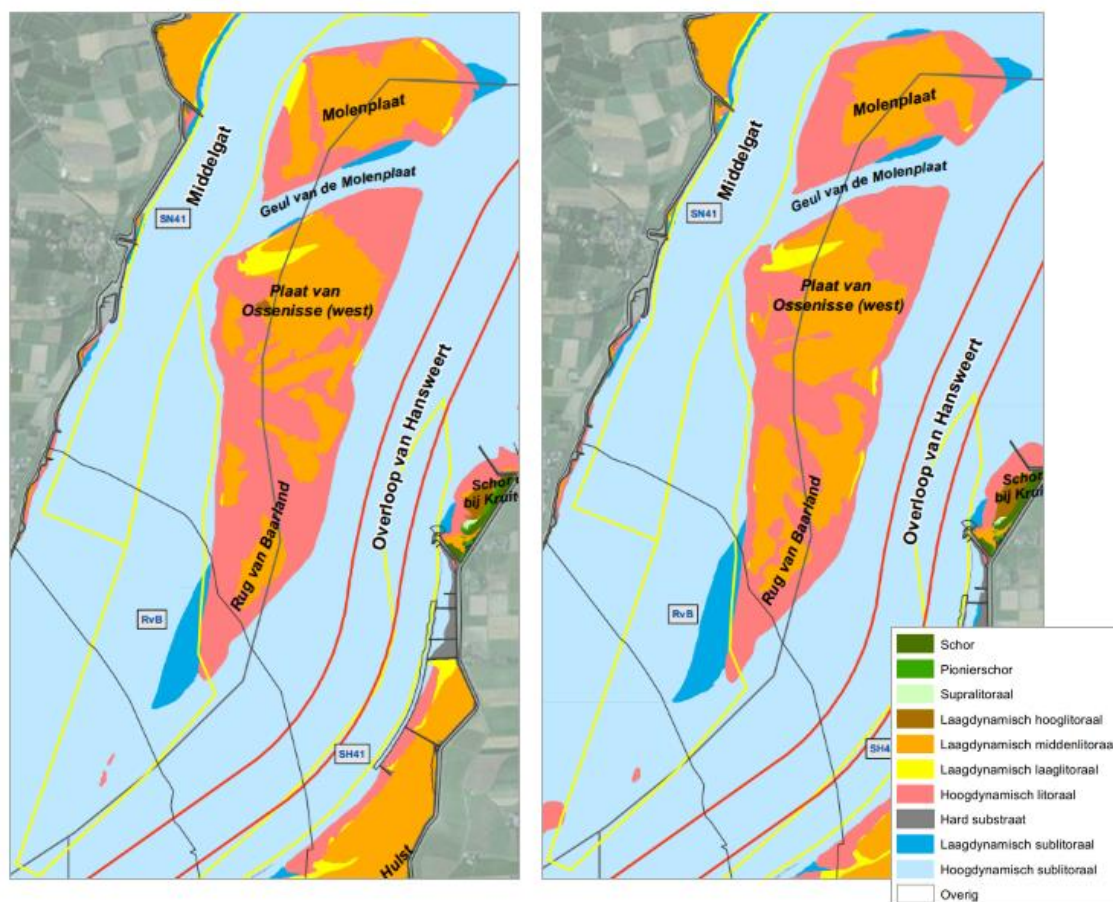 Molenplaat
Middelgat
Geul van de Molenplaat
SN41
Plaat van
Ossenisse (west)
Overloop van Hansweert
Schor
bij Kruit
Rug van Baarland
RvB
SH41
Hulst
Molenplaat
Middelgat
Geul van de Molenplaat
SN41
Plaat van
Ossenisse (west)
Overloop van Hansweert
Schor
bij Kruit
Rug van Baarland
RvB
SH4
Schor
Pionierschor
Supralitoraal
Laagdynamisch hooglitoraal
Laagdynamisch middenlitoraal
Laagdynamisch laaglitoraal
Hoogdynamisch litoraal
Hard substraat
Laagdynamisch sublitoraal
Hoogdynamisch sublitoraal
Overig